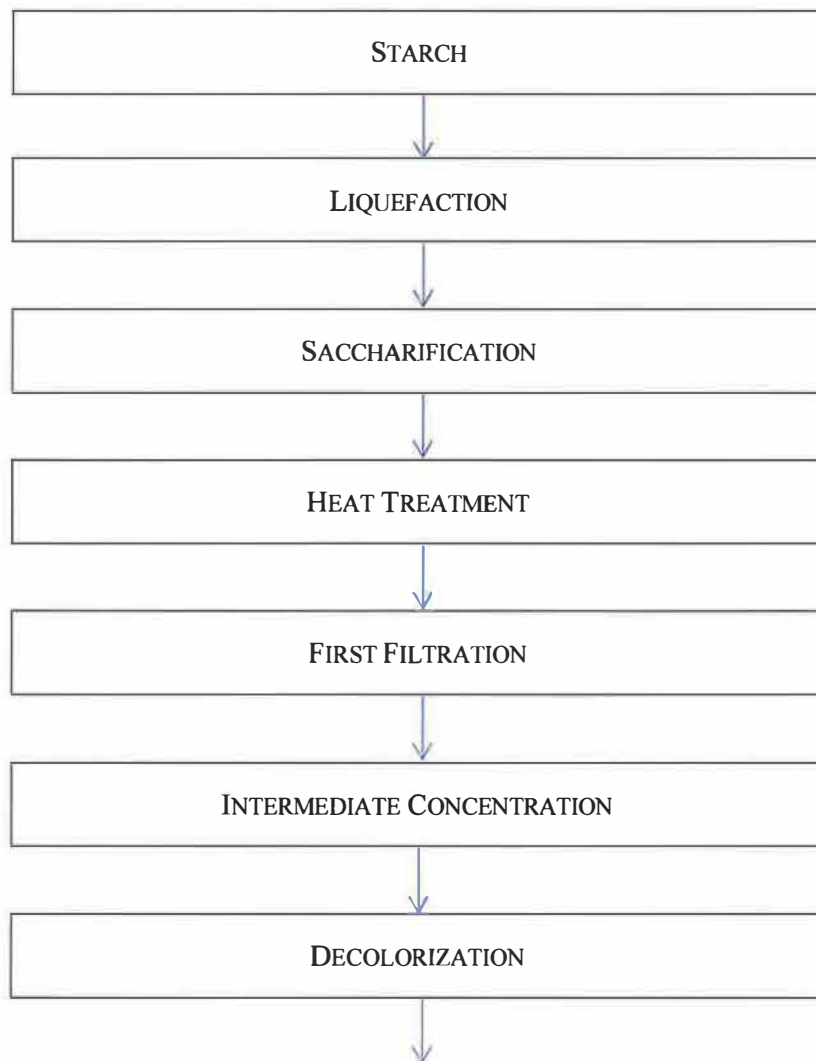 STARCH
LIQUEFACTION
SACCHARIFICATION
HEAT TREATMENT
FIRST FILTRATION
INTERMEDIATE CONCENTRATION
DECOLORIZATION